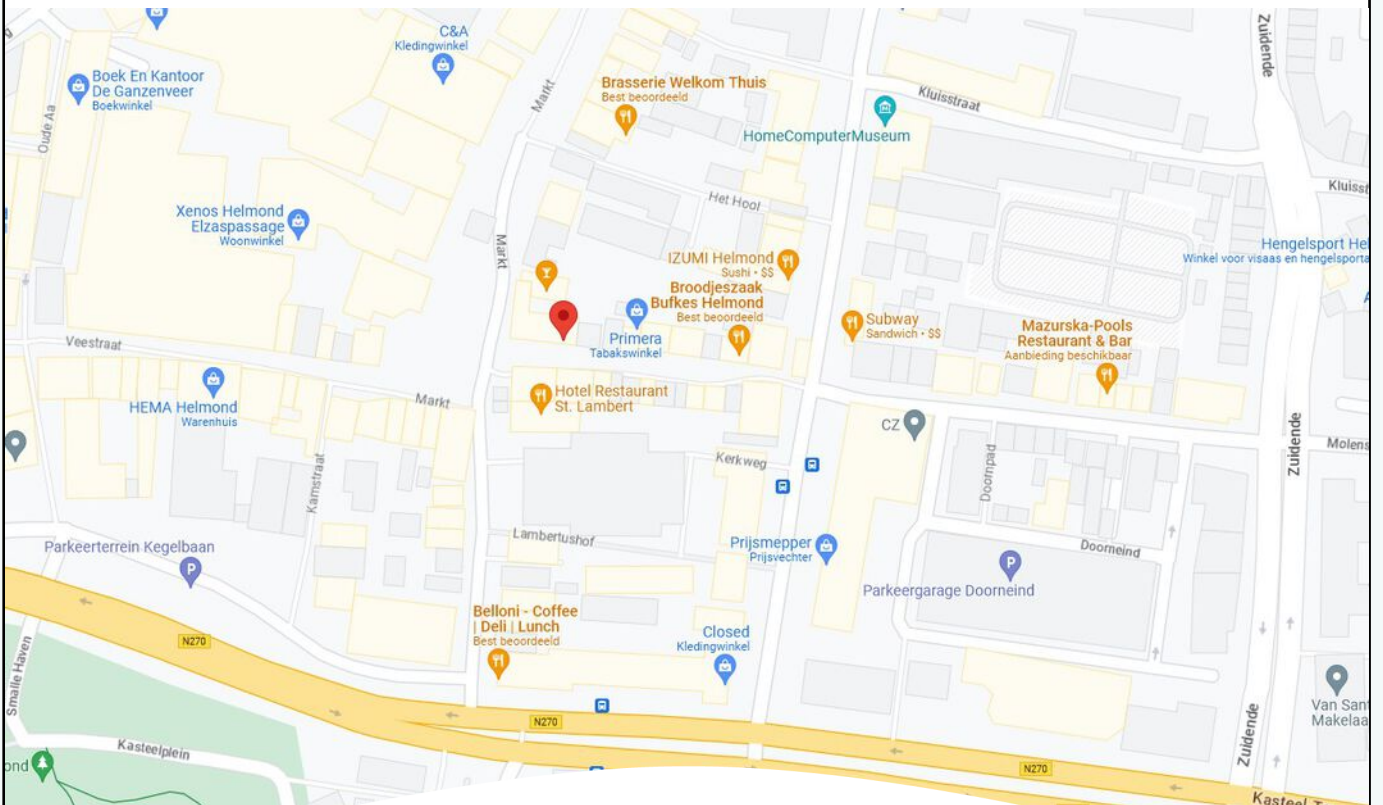 C&A
Kledingwinkel
Boek En Kantoor
De Ganzenveer
Boekwinkel
Oude Aa
Markt
Brasserie Welkom Thuis
Best beoordeeld
HomeComputerMuseum
Kluisstraat
Zuidende
Kluisst
Xenos Helmond
Elzaspassage
Woonwinkel
Markt
Het Hool
IZUMI Helmond
Sushi • $$
Hengelsport Hel
Winkel voor visaas en hengelsporta
Broodjeszaak
Bufkes Helmond
Best beoordeeld
Primera
Tabakswinkel
Subway
Sandwich • $$
Mazurska-Pools
Restaurant & Bar
Aanbieding beschikbaar
Veestraat
HEMA Helmond
Warenhuis
Markt
Hotel Restaurant
St. Lambert
CZ
Zuidende
Molens
Kerkweg
Doornpad
Kamstraat
Lambertushof
Prijsmepper
Prijsvechter
Doorneind
Parkeerterrein Kegelbaan
P
P
Parkeergarage Doorneind
Belloni - Coffee
| Deli | Lunch
Best beoordeeld
Closed
Kledingwinkel
N270
Smalle Haven
N270
Van Sant
Makelaa
Zuidende
Kasteelplein
ond
N270
Kasteel